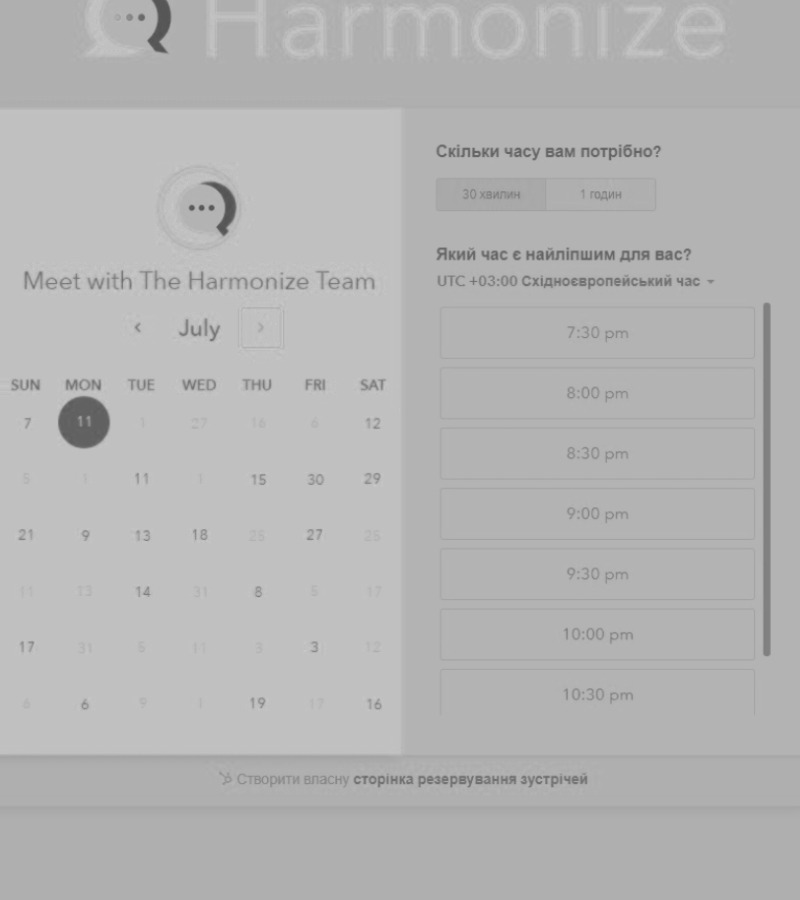 Harmonize
Meet with The Harmonize Team
July
SUN MON TUE WED THU FRI SAT
7 11 1 27 16 6 12
5 1 11 1 15 30 29
21 9 13 18 25 27 25
11 13 14 31 8 5 17
17 31 5 11 3 3 12
6 6 9 1 19 17 16
Скільки часу вам потрібно?
30 хвилин 1 годин
Який час є найліпшим для вас?
UTC +03:00 Східноєвропейський час
7:30 pm
8:00 pm
8:30 pm
9:00 pm
9:30 pm
10:00 pm
10:30 pm
Створити власну сторінка резервування зустрічей